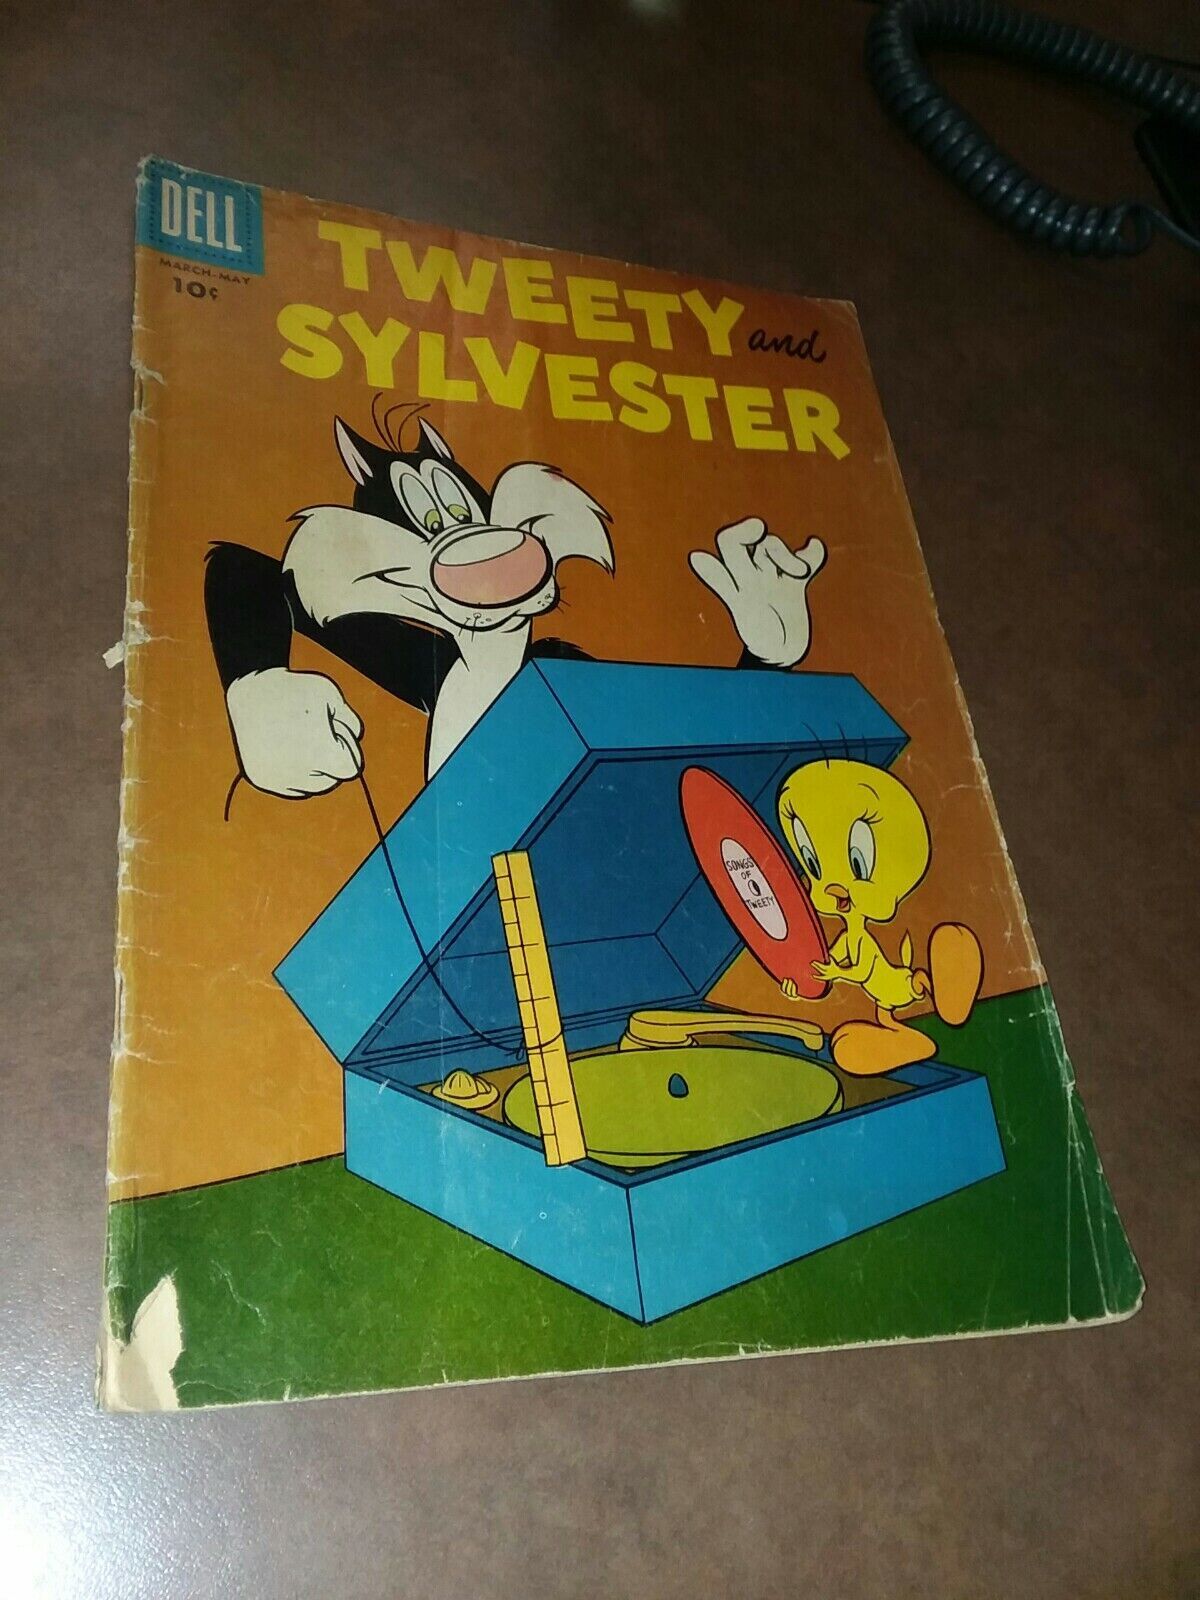 DELL
MARCH-MAY
10¢
TWEETY and
SYLVESTER
SONGS
OF
TWEETY